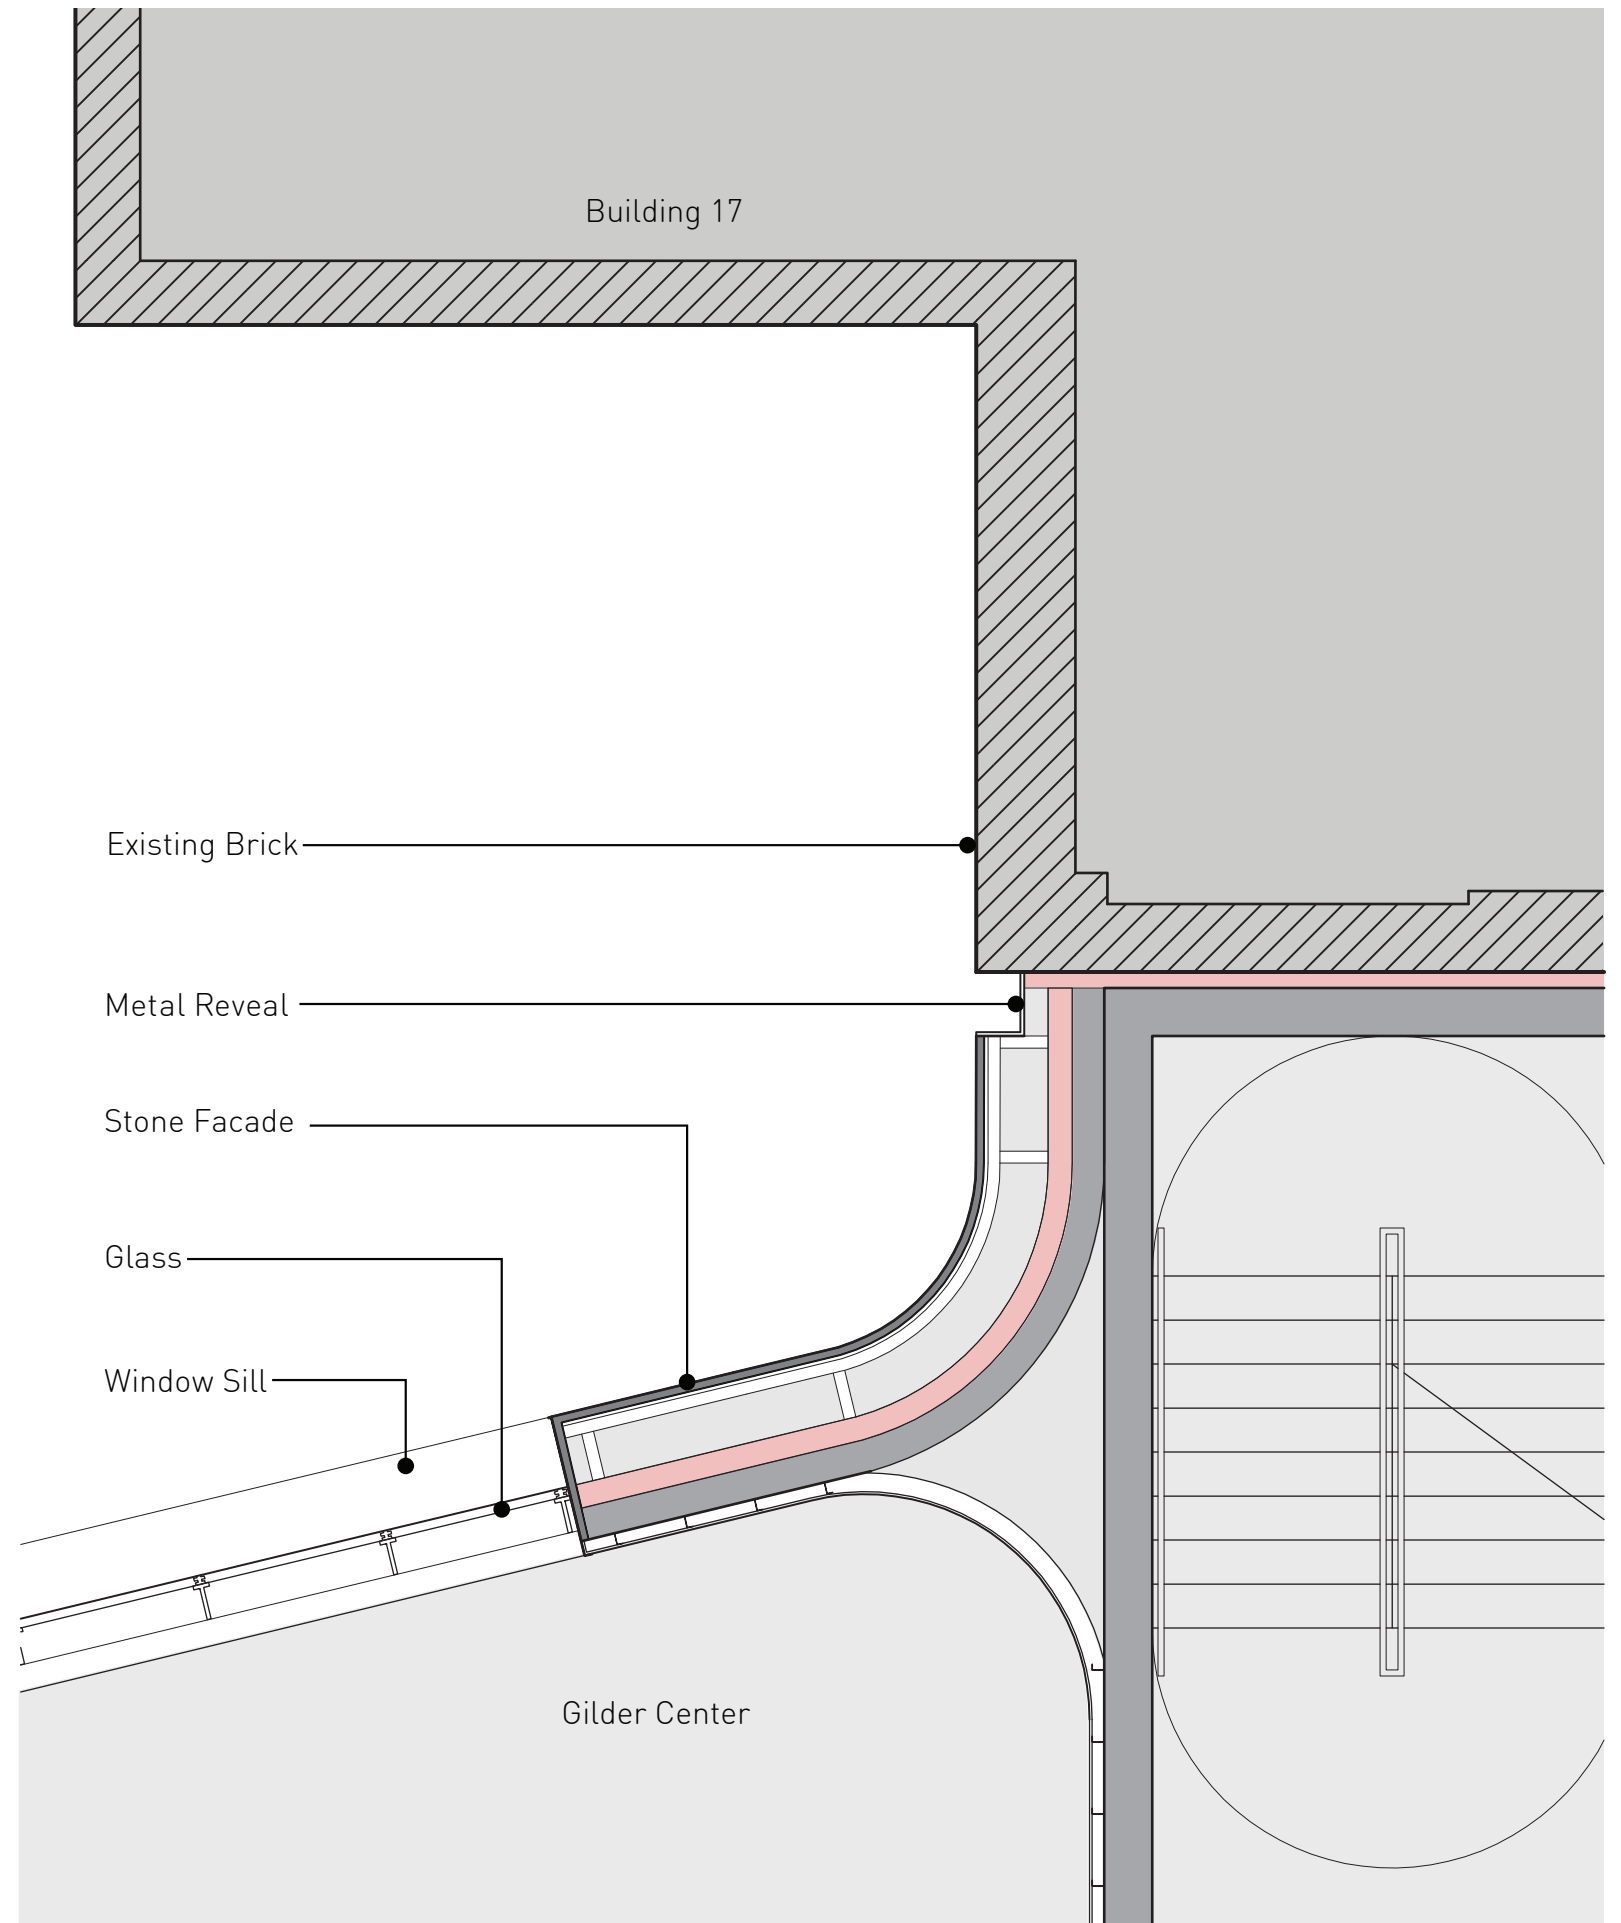 Building 17
Existing Brick
Metal Reveal
Stone Facade
Glass
Window Sill
Gilder Center